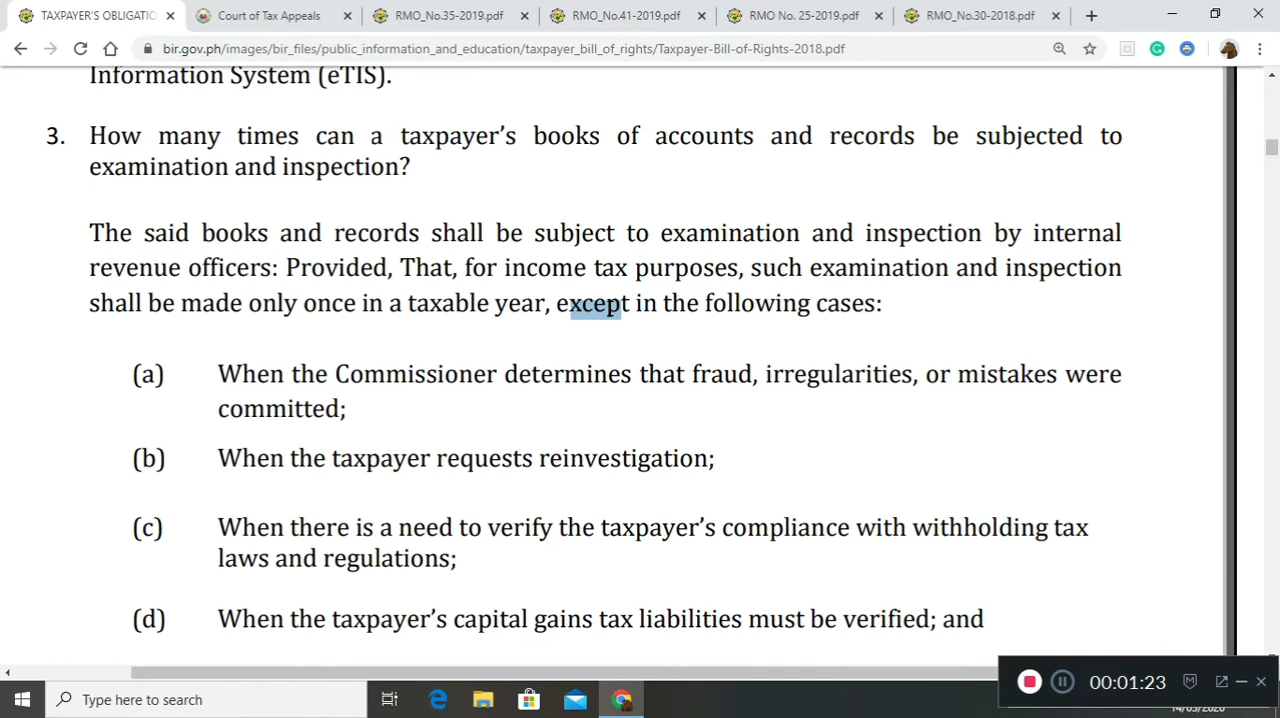 TAXPAYER'S OBLIGATIO
Court of Tax Appeals
RMO_No.35-2019.pdf
RMO_No.41-2019.pdf
RMO No. 25-2019.pdf
RMO_No.30-2018.pdf
bir.gov.ph/images/bir_files/public_information_and_education/taxpayer_bill_of_rights/Taxpayer-Bill-of-Rights-2018.pdf
Information System (eTIS).
3. How many times can a taxpayer's books of accounts and records be subjected to
examination and inspection?
The said books and records shall be subject to examination and inspection by internal
revenue officers: Provided, That, for income tax purposes, such examination and inspection
shall be made only once in a taxable year, except in the following cases:
(a) When the Commissioner determines that fraud, irregularities, or mistakes were
committed;
(b) When the taxpayer requests reinvestigation;
(c) When there is a need to verify the taxpayer's compliance with withholding tax
laws and regulations;
(d) When the taxpayer's capital gains tax liabilities must be verified; and
00:01:23
Type here to search
14/05/2020